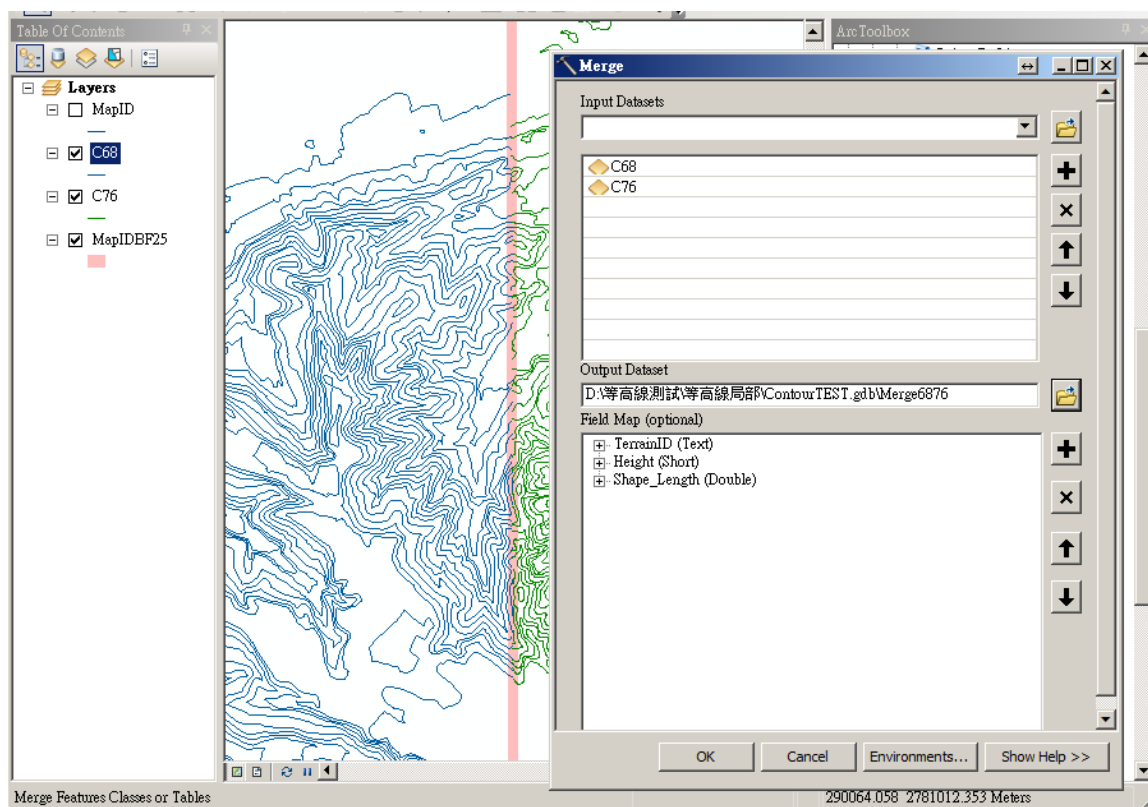 Table Of Contents
Layers
MapID
C68
C76
MapIDBF25
ArcToolbox
Merge
Input Datasets
C68
C76
Output Dataset
D:\等高線測試\等高線局部\ContourTEST.gdb\Merge6876
Field Map (optional)
TerrainID (Text)
Height (Short)
Shape_Length (Double)
OK
Cancel
Environments...
Show Help >>
Merge Features Classes or Tables
290064.058 2781012.353 Meters